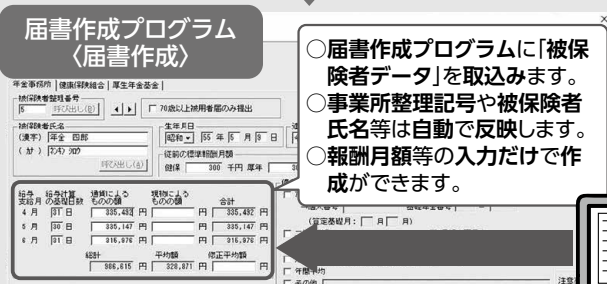 届書作成プログラム
〈届書作成〉
○届書作成プログラムに「被保
険者データ」を取込みます。
○事業所整理記号や被保険者
氏名等は自動で反映します。
○報酬月額等の入力だけで作
成ができます。
年金事務所 健康保険組合 厚生年金基金
被保険者整理番号
5 呼び出し(B) 70歳以上被用者届のみ提出
被保険者氏名 生年月日
(漢字) 年金 四郎 昭和 55 年 5 月 9 日
(カナ) ﾈﾝｷﾝ ｼﾛｳ 従前の標準報酬月額
呼び出し(A) 健保 300 千円 厚年 300
給与支給月 給与計算の基礎日数 通貨によるものの額 現物によるものの額 合計
4 月 31 日 335,492 円 円 335,492 円
5 月 30 日 335,147 円 円 335,147 円
6 月 31 日 316,976 円 円 316,976 円
総計 平均額 修正平均額
986,615 円 328,871 円 円
(算定基礎月: 月 月)
年間平均
その他